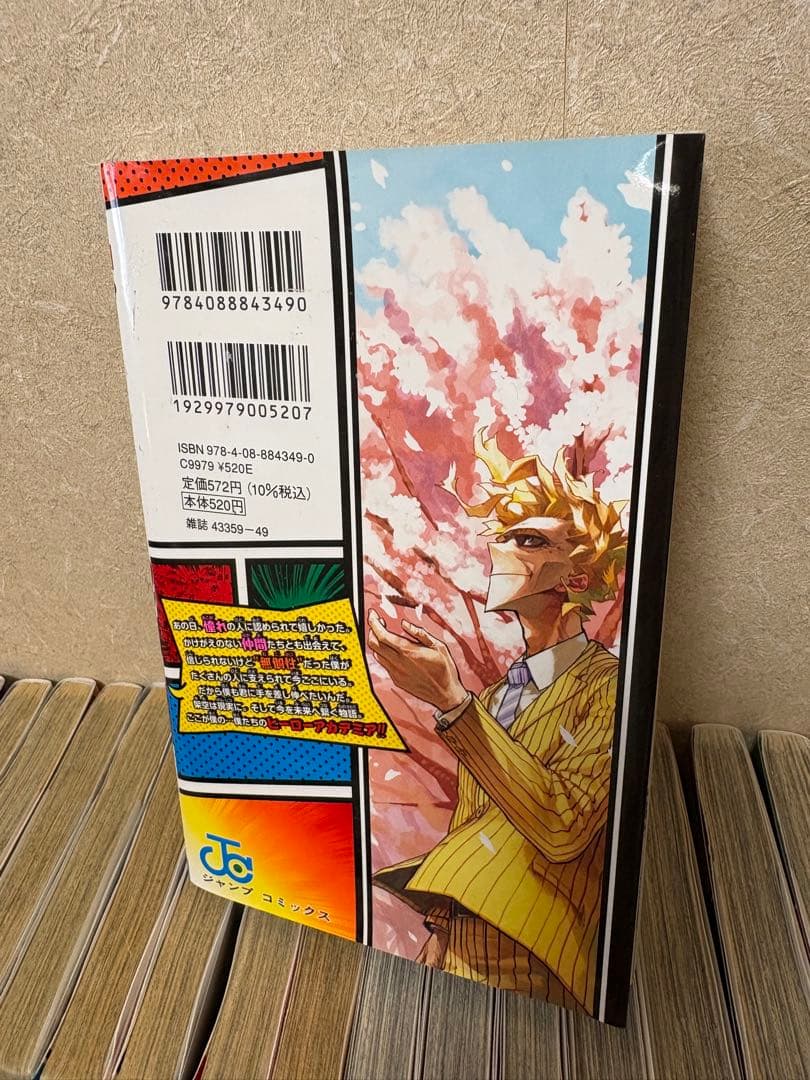 9784088843490
1929979005207
ISBN 978-4-08-884349-0
C9979 ¥520E
定価572円(10%税込)
本体520円
雑誌 43359-49
あの日、憧れの人に認められて嬉しかった。
かけがえのない仲間たちとも出会えて、
信じられないけど"無個性"だった僕が
たくさんの人に支えられて今ここにいる。
だから僕も君に手を差し伸べたいんだ。
架空は現実に。そして今を未来へ繋ぐ物語。
ここが僕の…僕たちのヒーローアカデミア!!
JC
ジャンプ コミックス